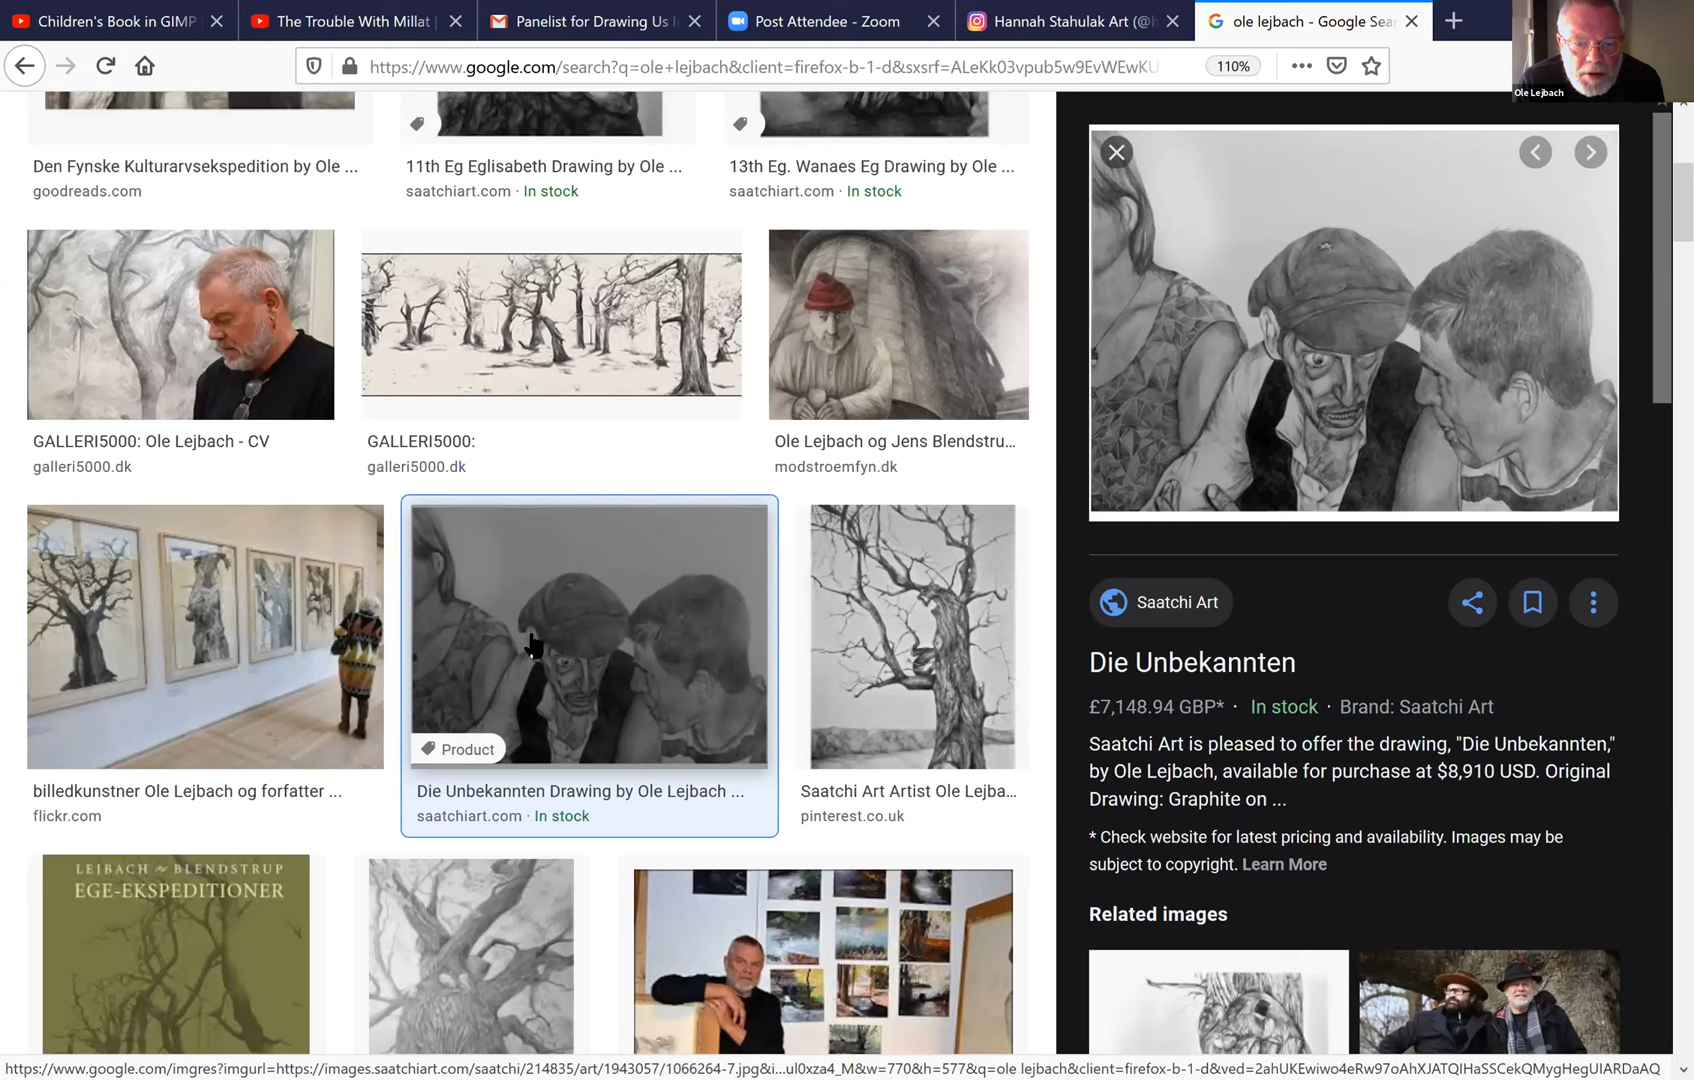 Children's Book in GIMP
The Trouble With Millat
Panelist for Drawing Us I
Post Attendee - Zoom
Hannah Stahulak Art (@h
ole lejbach - Google Sea
https://www.google.com/search?q=ole+lejbach&client=firefox-b-1-d&sxsrf=ALeKk03vpub5w9EvWEwKU
110%
Ole Lejbach
Den Fynske Kulturarvsekspedition by Ole ...
goodreads.com
11th Eg Eglisabeth Drawing by Ole ...
saatchiart.com · In stock
13th Eg. Wanaes Eg Drawing by Ole ...
saatchiart.com · In stock
GALLERI5000: Ole Lejbach - CV
galleri5000.dk
GALLERI5000:
galleri5000.dk
Ole Lejbach og Jens Blendstru...
modstroemfyn.dk
billedkunstner Ole Lejbach og forfatter ...
flickr.com
Product
Die Unbekannten Drawing by Ole Lejbach ...
saatchiart.com · In stock
Saatchi Art Artist Ole Lejba...
pinterest.co.uk
LEJBACH ~ BLENDSTRUP
EGE-EKSPEDITIONER
Saatchi Art
Die Unbekannten
£7,148.94 GBP* · In stock · Brand: Saatchi Art
Saatchi Art is pleased to offer the drawing, "Die Unbekannten,"
by Ole Lejbach, available for purchase at $8,910 USD. Original
Drawing: Graphite on ...
* Check website for latest pricing and availability. Images may be
subject to copyright. Learn More
Related images
https://www.google.com/imgres?imgurl=https://images.saatchiart.com/saatchi/214835/art/1943057/1066264-7.jpg&i...ul0xza4_M&w=770&h=577&q=ole lejbach&client=firefox-b-1-d&ved=2ahUKEwiwo4eRw97oAhXJATQIHaSSCekQMygHegUIARDaAQ